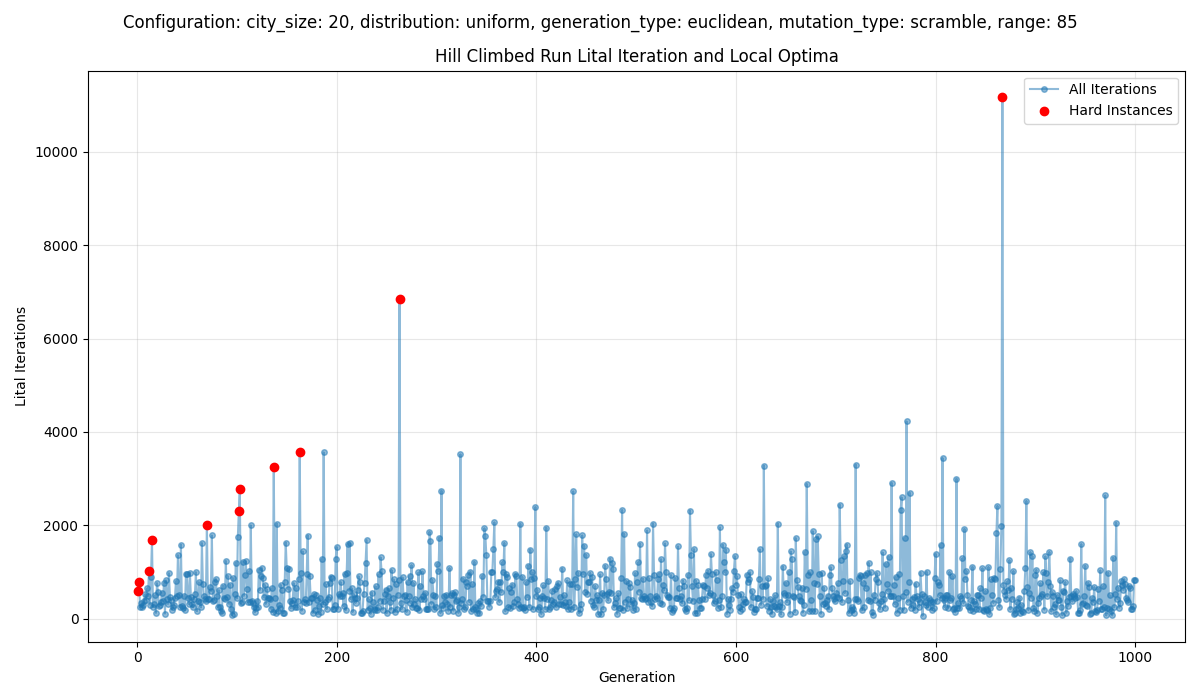 Configuration: city_size: 20, distribution: uniform, generation_type: euclidean, mutation_type: scramble, range: 85
Hill Climbed Run Lital Iteration and Local Optima
All Iterations
Hard Instances
10000
8000
6000
4000
2000
0
Lital Iterations
0 200 400 600 800 1000
Generation